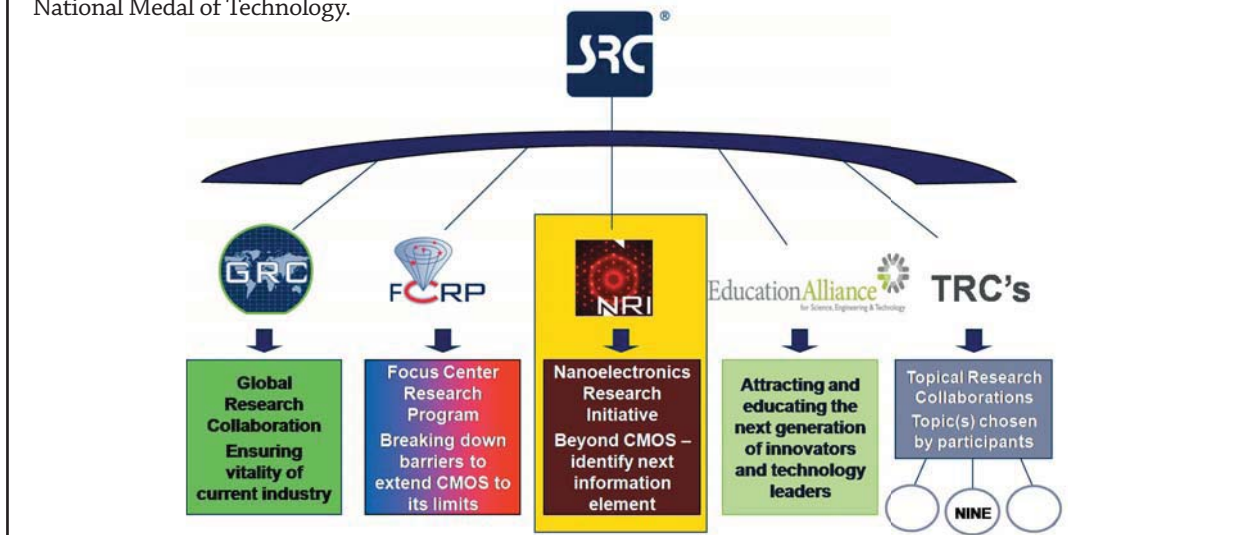 National Medal of Technology.
SRC®
GRC
FCRP
NRI
EducationAlliance
for Science, Engineering & Technology
TRC's
Global
Research
Collaboration
Ensuring
vitality of
current industry
Focus Center
Research
Program
Breaking down
barriers to
extend CMOS to
its limits
Nanoelectronics
Research
Initiative
Beyond CMOS –
identify next
information
element
Attracting and
educating the
next generation
of innovators
and technology
leaders
Topical Research
Collaborations
Topic(s) chosen
by participants
NINE